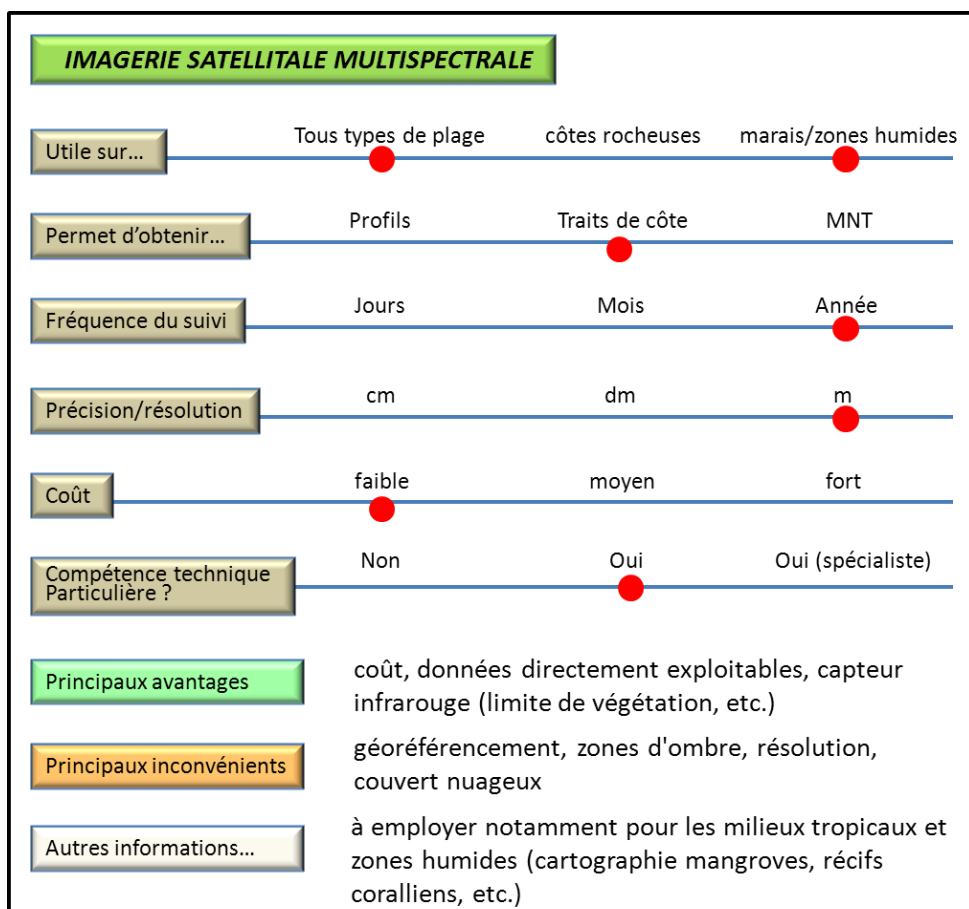 IMAGERIE SATELLITALE MULTISPECTRALE
Utile sur... Tous types de plage côtes rocheuses marais/zones humides
Permet d'obtenir... Profils Traits de côte MNT
Fréquence du suivi Jours Mois Année
Précision/résolution cm dm m
Coût faible moyen fort
Compétence technique
Particulière ? Non Oui Oui (spécialiste)
Principaux avantages coût, données directement exploitables, capteur
infrarouge (limite de végétation, etc.)
Principaux inconvénients géoréférencement, zones d'ombre, résolution,
couvert nuageux
Autres informations... à employer notamment pour les milieux tropicaux et
zones humides (cartographie mangroves, récifs
coralliens, etc.)